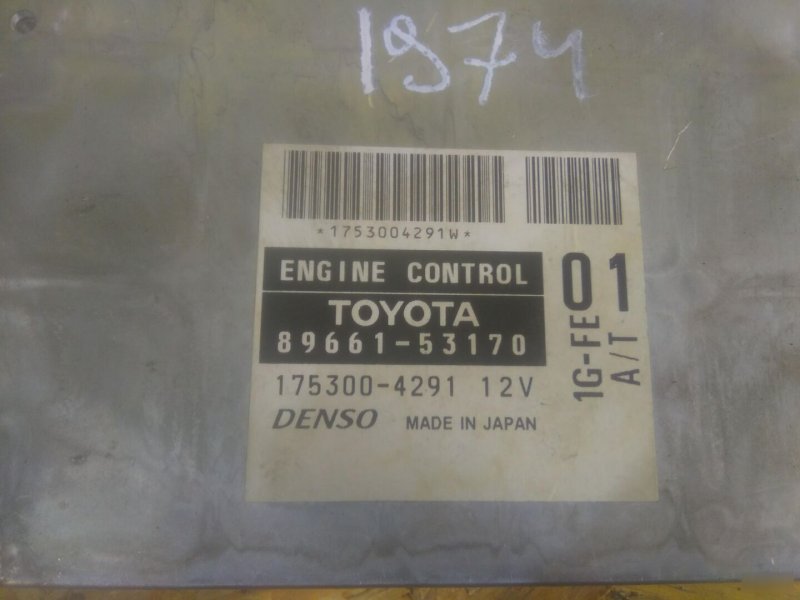 1974
*1753004291W*
ENGINE CONTROL
TOYOTA
89661-53170
175300-4291 12V
DENSO MADE IN JAPAN
01
1G-FE
A/T